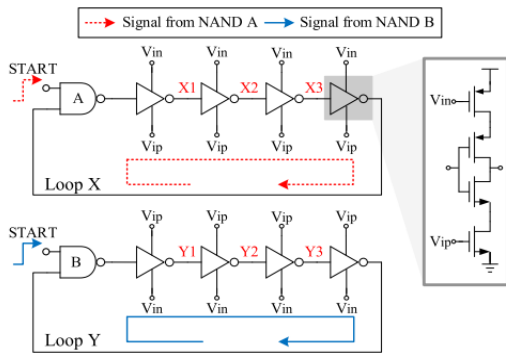 Signal from NAND A Signal from NAND B
START
Vin Vin Vin Vin
A X1 X2 X3
Vip Vip Vip Vip
Loop X
Vin
Vip
START
Vip Vip Vip Vip
B Y1 Y2 Y3
Vin Vin Vin Vin
Loop Y